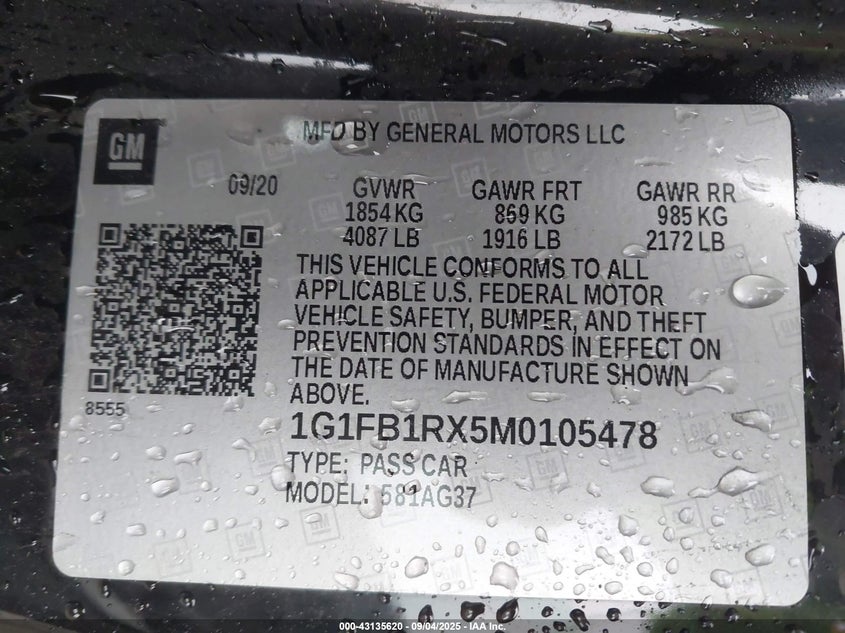 GM
MFD BY GENERAL MOTORS LLC
09/20 GVWR GAWR FRT GAWR RR
1854 KG 869 KG 985 KG
4087 LB 1916 LB 2172 LB
THIS VEHICLE CONFORMS TO ALL
APPLICABLE U.S. FEDERAL MOTOR
VEHICLE SAFETY, BUMPER, AND THEFT
PREVENTION STANDARDS IN EFFECT ON
THE DATE OF MANUFACTURE SHOWN
ABOVE.
8555
1G1FB1RX5M0105478
TYPE: PASS CAR
MODEL: 581AG37
000-43135620 - 09/04/2025 - IAA Inc.